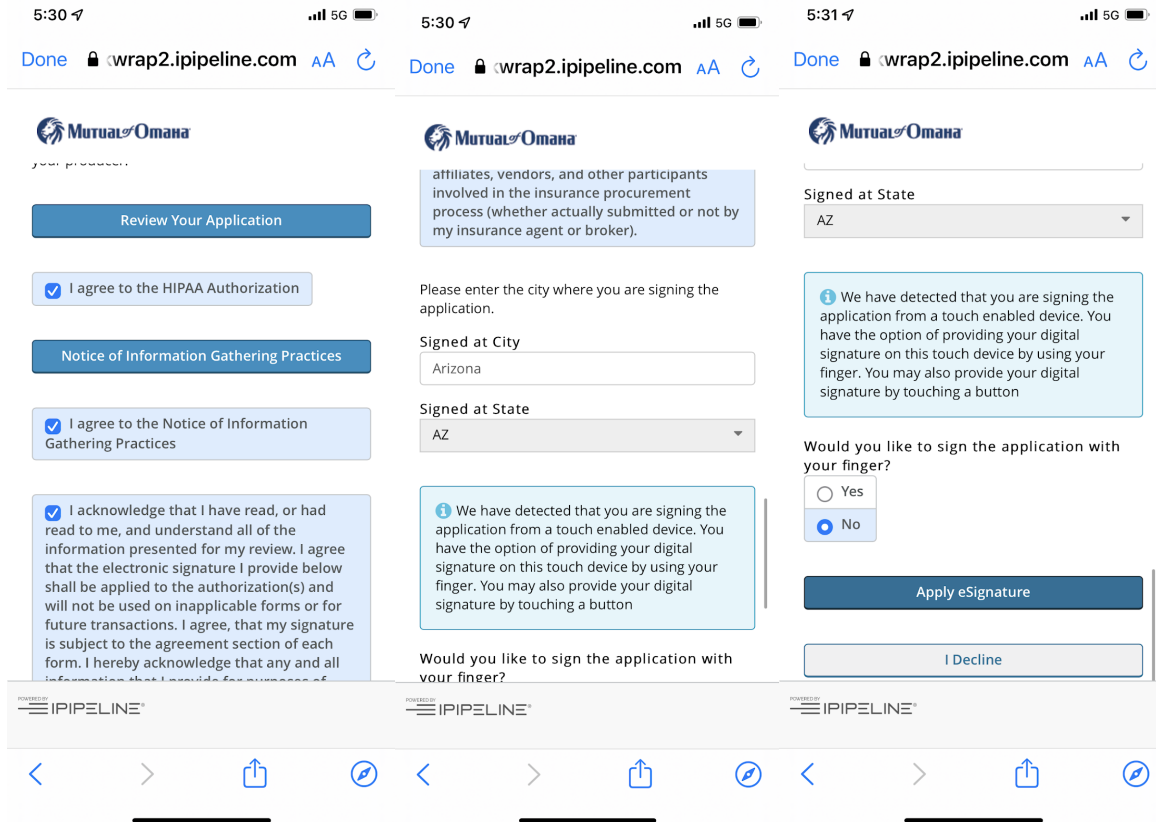 5:30
5G
Done
wrap2.ipipeline.com
AA
Mutual of Omaha
your producer.
Review Your Application
I agree to the HIPAA Authorization
Notice of Information Gathering Practices
I agree to the Notice of Information
Gathering Practices
I acknowledge that I have read, or had
read to me, and understand all of the
information presented for my review. I agree
that the electronic signature I provide below
shall be applied to the authorization(s) and
will not be used on inapplicable forms or for
future transactions. I agree, that my signature
is subject to the agreement section of each
form. I hereby acknowledge that any and all
information that I provide for purposes of
POWERED BY
IPIPELINE®
5:30
5G
Done
wrap2.ipipeline.com
AA
Mutual of Omaha
affiliates, vendors, and other participants
involved in the insurance procurement
process (whether actually submitted or not by
my insurance agent or broker).
Please enter the city where you are signing the
application.
Signed at City
Arizona
Signed at State
AZ
We have detected that you are signing the
application from a touch enabled device. You
have the option of providing your digital
signature on this touch device by using your
finger. You may also provide your digital
signature by touching a button
Would you like to sign the application with
your finger?
POWERED BY
IPIPELINE®
5:31
5G
Done
wrap2.ipipeline.com
AA
Mutual of Omaha
Signed at State
AZ
We have detected that you are signing the
application from a touch enabled device. You
have the option of providing your digital
signature on this touch device by using your
finger. You may also provide your digital
signature by touching a button
Would you like to sign the application with
your finger?
Yes
No
Apply eSignature
I Decline
POWERED BY
IPIPELINE®